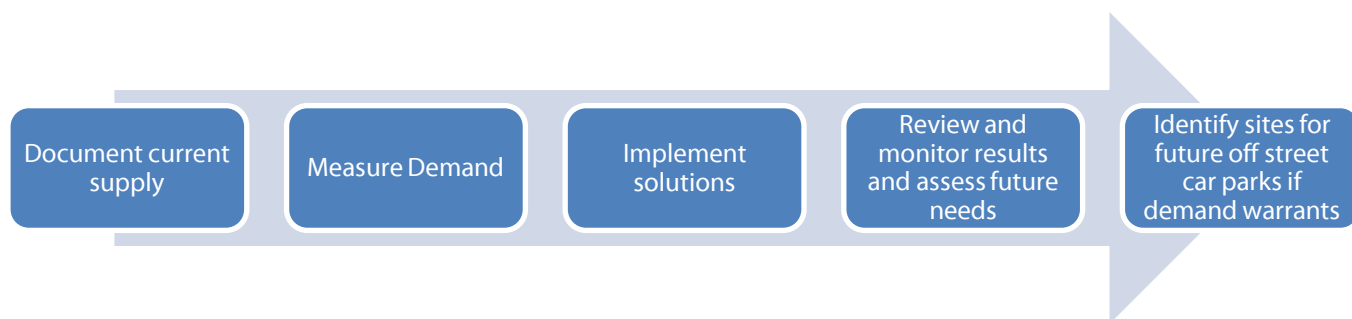 Document current
supply
Measure Demand
Implement
solutions
Review and
monitor results
and assess future
needs
Identify sites for
future off street
car parks if
demand warrants